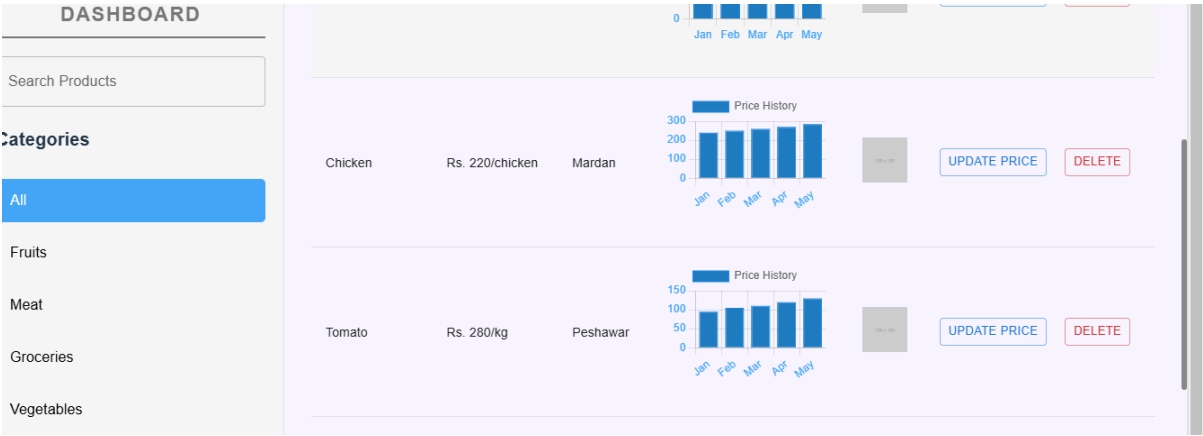 DASHBOARD
Search Products
Categories
All
Fruits
Meat
Groceries
Vegetables
0
Jan Feb Mar Apr May
Chicken
Rs. 220/chicken
Mardan
Price History
300
200
100
0
Jan Feb Mar Apr May
UPDATE PRICE
DELETE
Tomato
Rs. 280/kg
Peshawar
Price History
150
100
50
0
Jan Feb Mar Apr May
UPDATE PRICE
DELETE